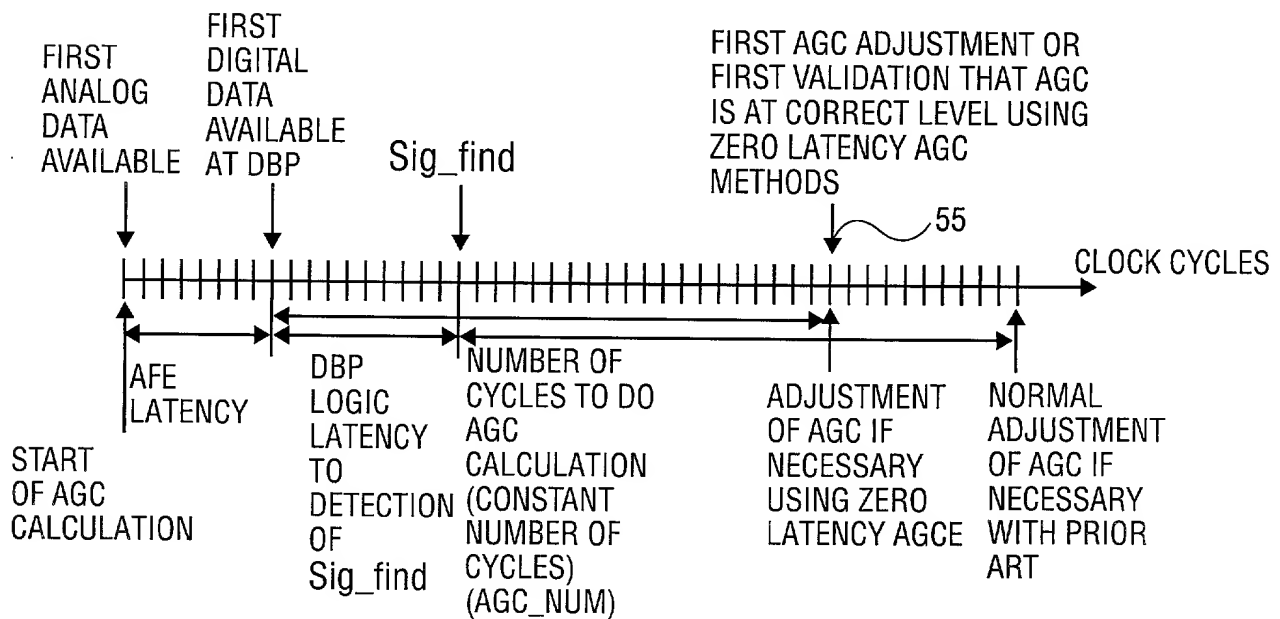 FIRST
ANALOG
DATA
AVAILABLE
FIRST
DIGITAL
DATA
AVAILABLE
AT DBP
Sig_find
FIRST AGC ADJUSTMENT OR
FIRST VALIDATION THAT AGC
IS AT CORRECT LEVEL USING
ZERO LATENCY AGC
METHODS
55
CLOCK CYCLES
START
OF AGC
CALCULATION
AFE
LATENCY
DBP
LOGIC
LATENCY
TO
DETECTION
OF
Sig_find
NUMBER OF
CYCLES TO DO
AGC
CALCULATION
(CONSTANT
NUMBER OF
CYCLES)
(AGC_NUM)
ADJUSTMENT
OF AGC IF
NECESSARY
USING ZERO
LATENCY AGCE
NORMAL
ADJUSTMENT
OF AGC IF
NECESSARY
WITH PRIOR
ART